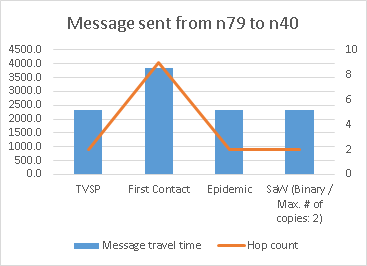 Message sent from n79 to n40
4500.0
4000.0
3500.0
3000.0
2500.0
2000.0
1500.0
1000.0
500.0
0.0
10
8
6
4
2
0
TVSP
First Contact
Epidemic
SaW (Binary /
Max. # of
copies: 2)
Message travel time
Hop count